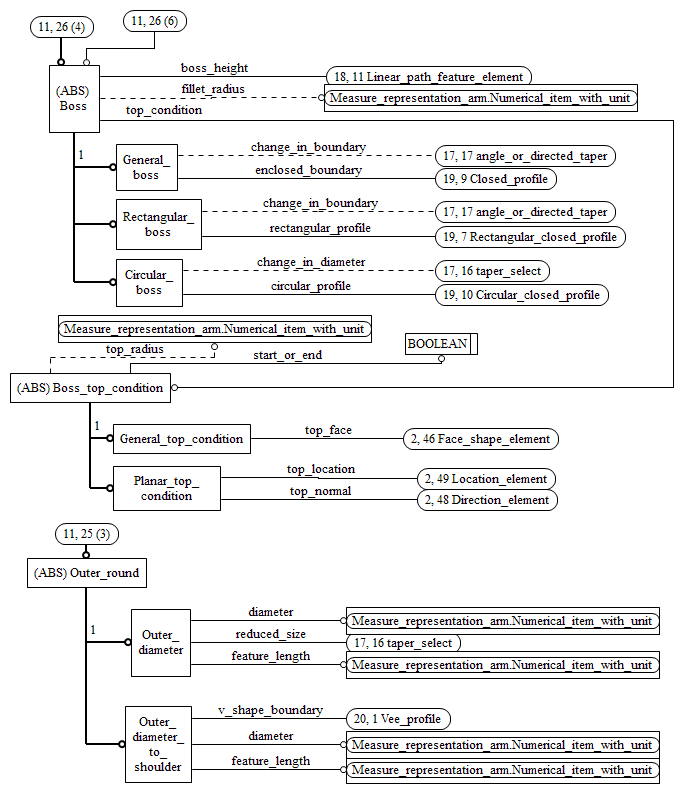 11, 26 (4)
11, 26 (6)
(ABS)
Boss
boss_height
18, 11 Linear_path_feature_element
fillet_radius
Measure_representation_arm.Numerical_item_with_unit
top_condition
1
General_
boss
change_in_boundary
17, 17 angle_or_directed_taper
enclosed_boundary
19, 9 Closed_profile
Rectangular_
boss
change_in_boundary
17, 17 angle_or_directed_taper
rectangular_profile
19, 7 Rectangular_closed_profile
Circular_
boss
change_in_diameter
17, 16 taper_select
circular_profile
19, 10 Circular_closed_profile
Measure_representation_arm.Numerical_item_with_unit
top_radius
start_or_end
BOOLEAN
(ABS) Boss_top_condition
1
General_top_condition
top_face
2, 46 Face_shape_element
Planar_top_
condition
top_location
2, 49 Location_element
top_normal
2, 48 Direction_element
11, 25 (3)
(ABS) Outer_round
1
Outer_
diameter
diameter
Measure_representation_arm.Numerical_item_with_unit
reduced_size
17, 16 taper_select
feature_length
Measure_representation_arm.Numerical_item_with_unit
Outer_
diameter_
to_
shoulder
v_shape_boundary
20, 1 Vee_profile
diameter
Measure_representation_arm.Numerical_item_with_unit
feature_length
Measure_representation_arm.Numerical_item_with_unit